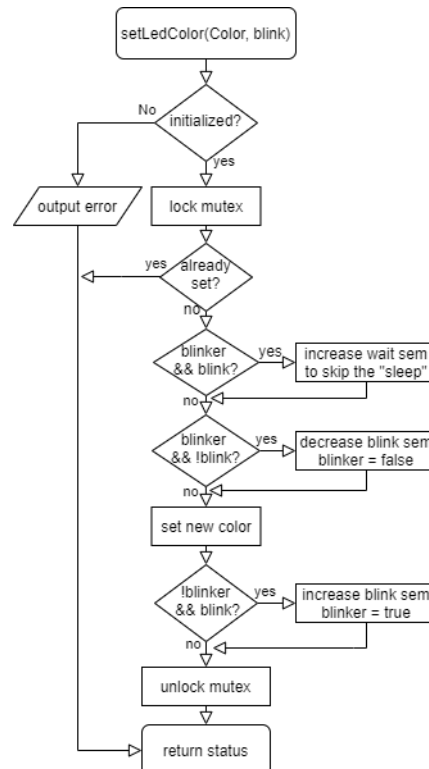 setLedColor(Color, blink)
No
initialized?
yes
output error
lock mutex
yes
already
set?
no
blinker
&& blink?
yes
increase wait sem
to skip the "sleep"
no
blinker
&& !blink?
yes
decrease blink sem
blinker = false
no
set new color
!blinker
&& blink?
yes
increase blink sem
blinker = true
no
unlock mutex
return status